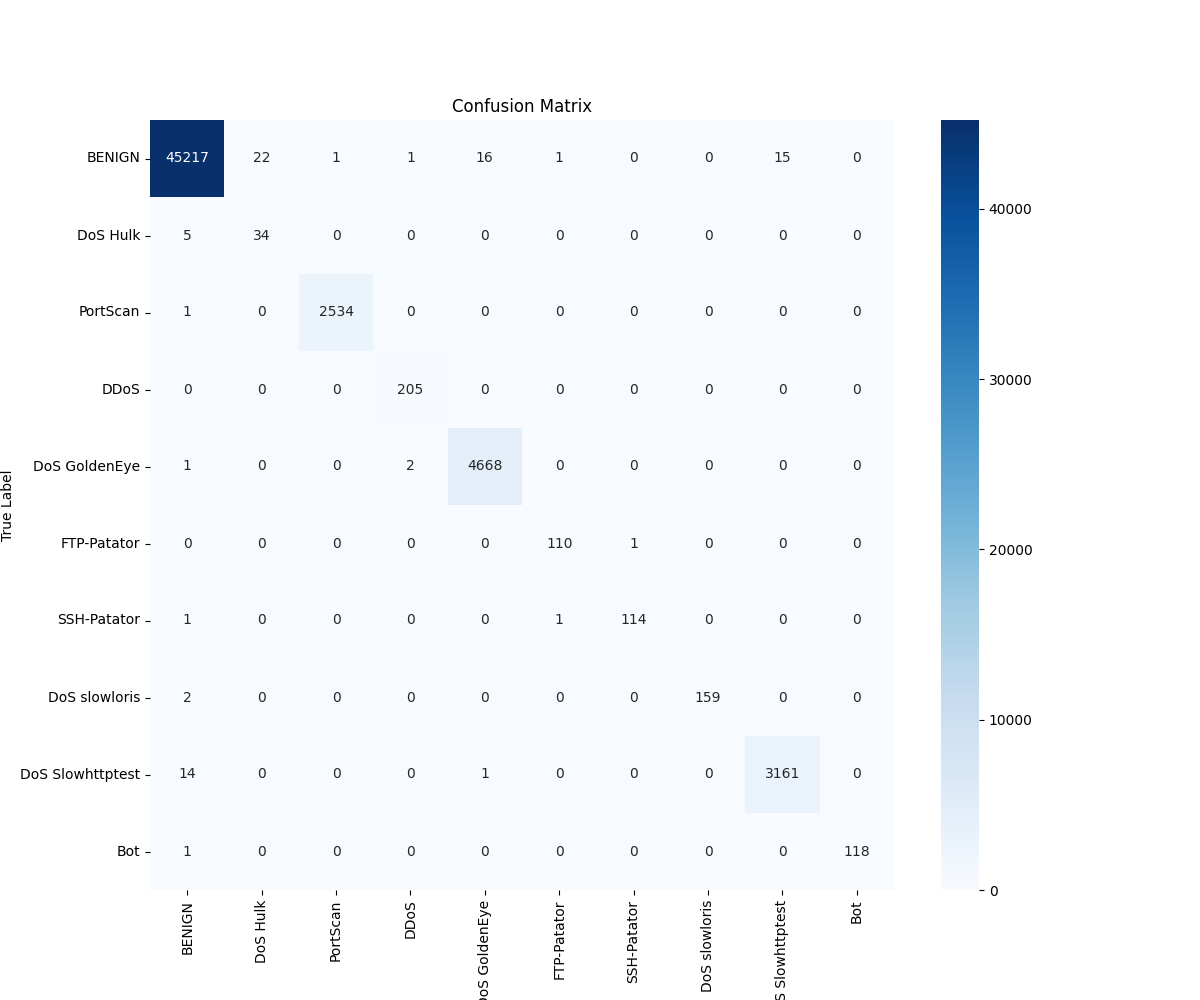 Confusion Matrix
BENIGN 45217 22 1 1 16 1 0 0 15 0
DoS Hulk 5 34 0 0 0 0 0 0 0 0
PortScan 1 0 2534 0 0 0 0 0 0 0
DDoS 0 0 0 205 0 0 0 0 0 0
DoS GoldenEye 1 0 0 2 4668 0 0 0 0 0
FTP-Patator 0 0 0 0 0 110 1 0 0 0
SSH-Patator 1 0 0 0 0 1 114 0 0 0
DoS slowloris 2 0 0 0 0 0 0 159 0 0
DoS Slowhttptest 14 0 0 0 1 0 0 0 3161 0
Bot 1 0 0 0 0 0 0 0 0 118
True Label
BENIGN
DoS Hulk
PortScan
DDoS
DoS GoldenEye
FTP-Patator
SSH-Patator
DoS slowloris
S Slowhttptest
Bot
40000
30000
20000
10000
0